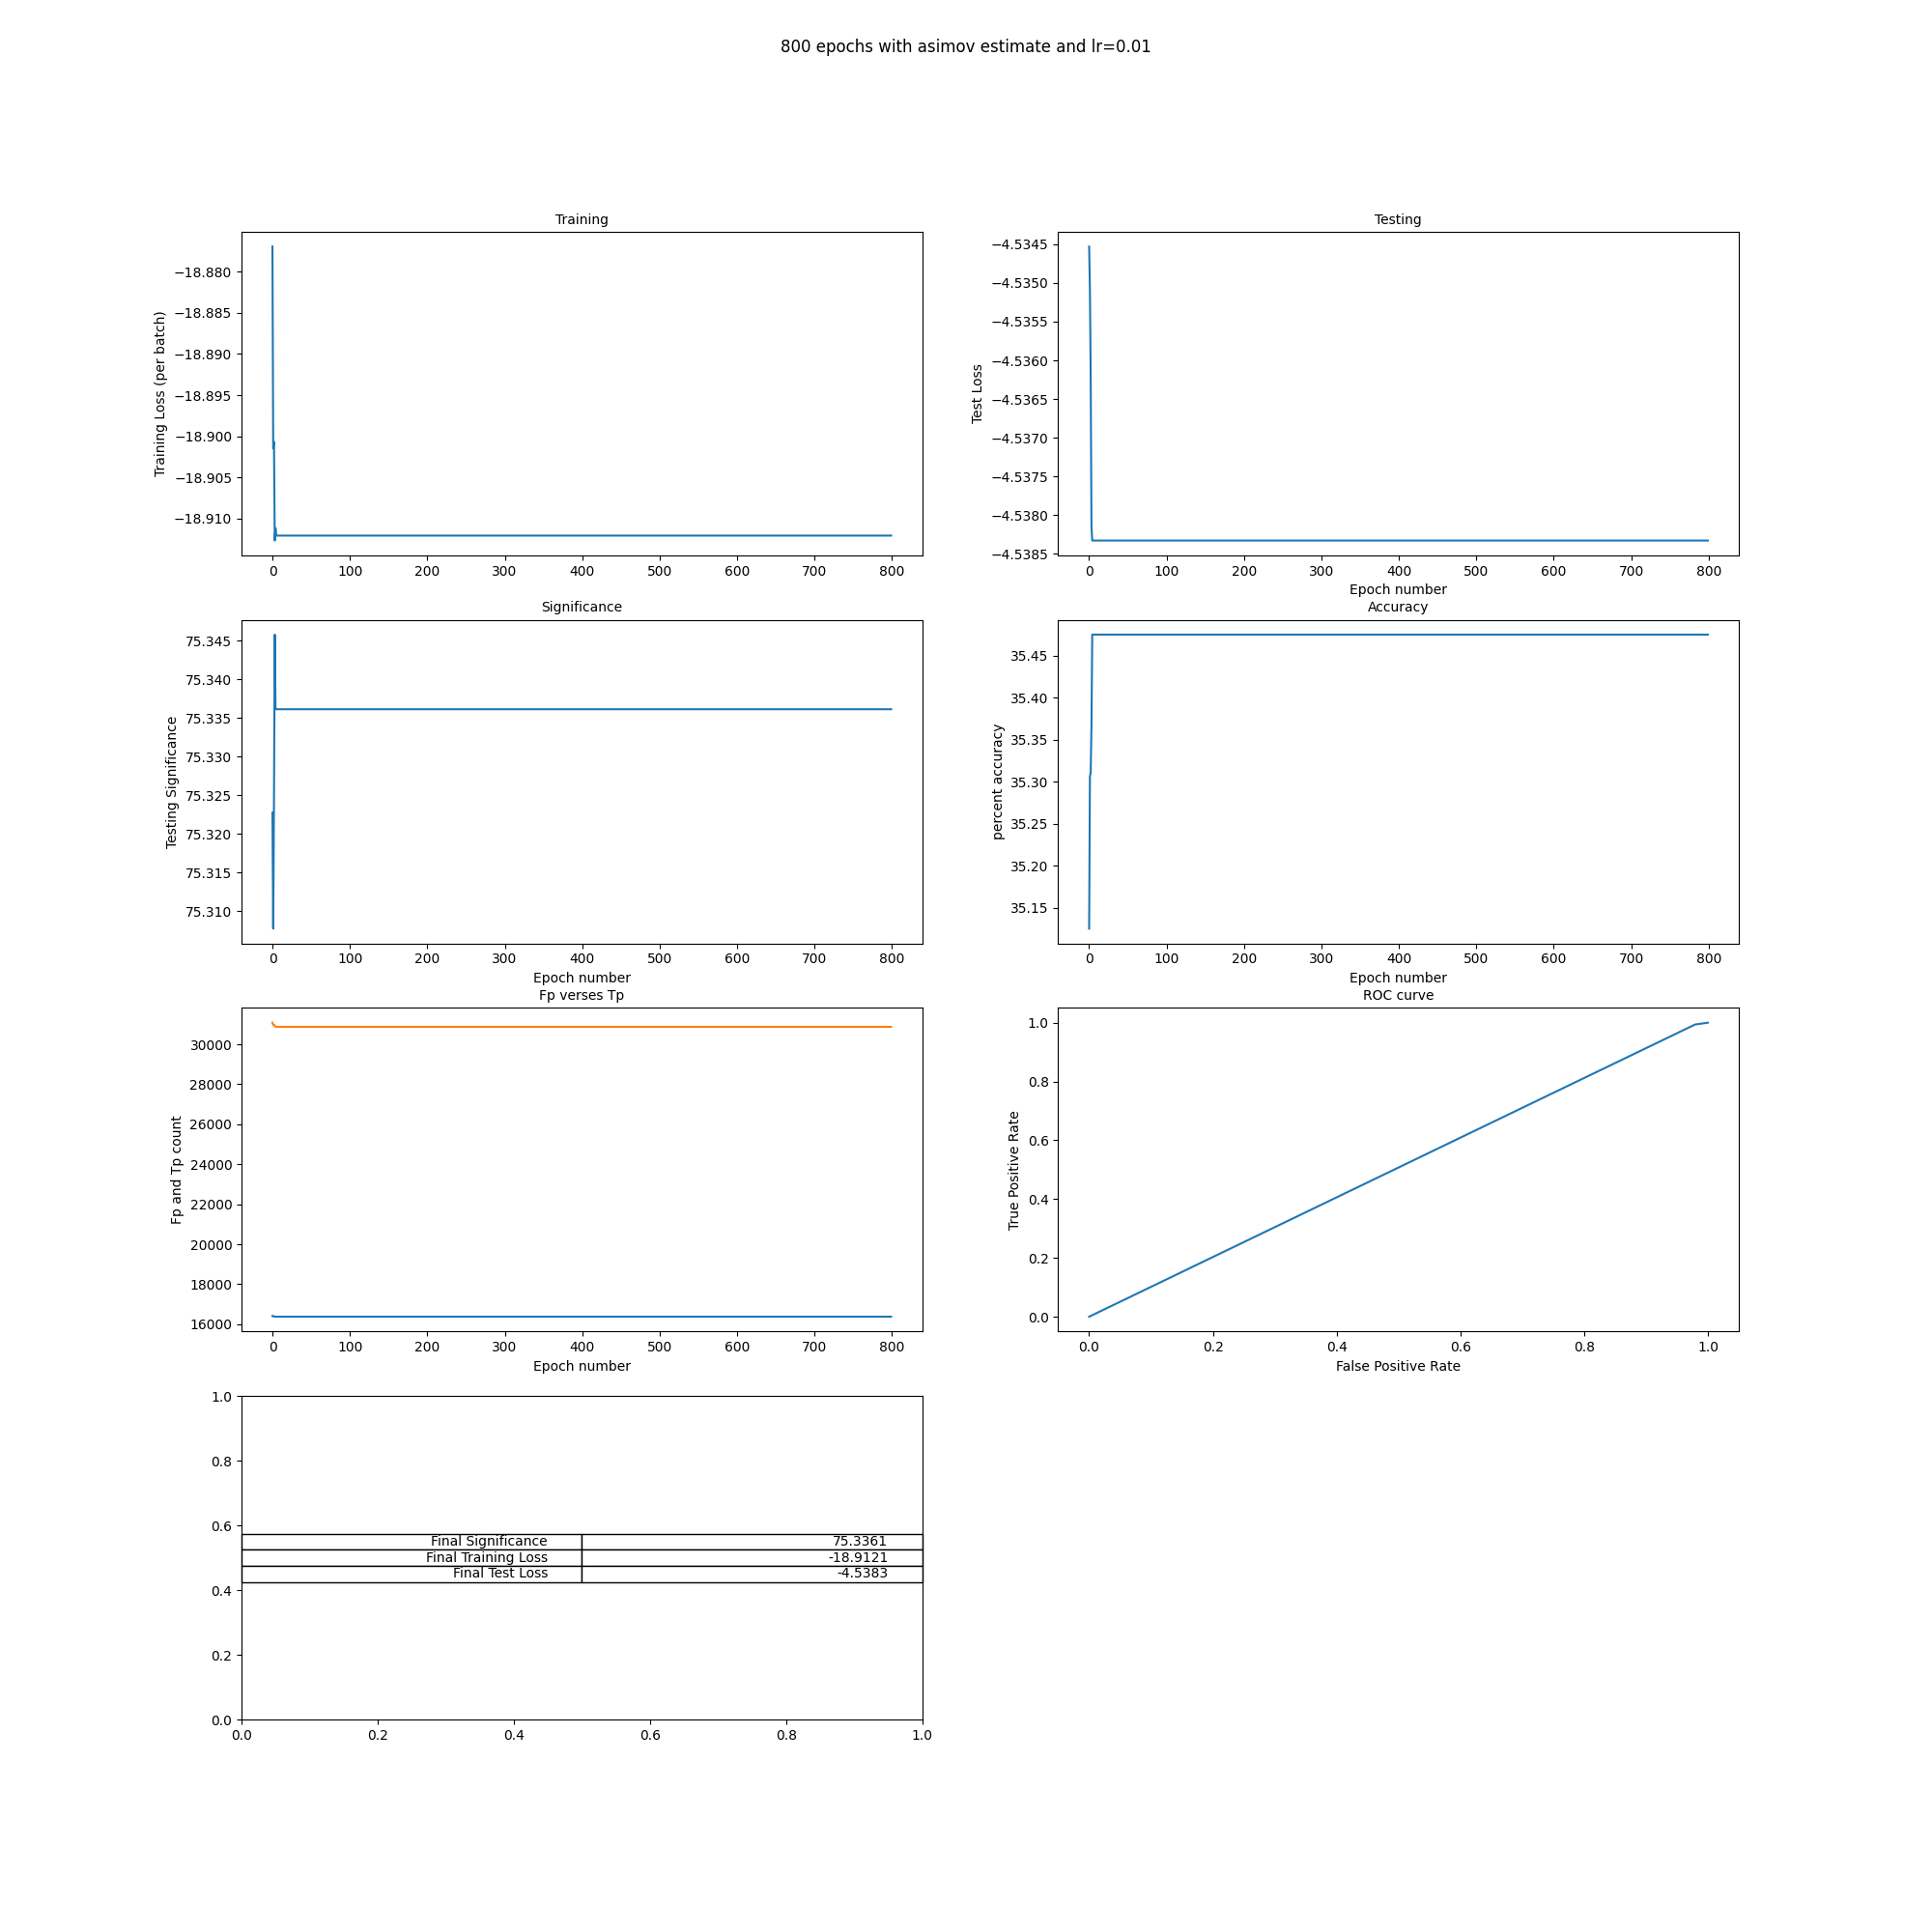 800 epochs with asimov estimate and lr=0.01
Training
Training Loss (per batch)
−18.880
−18.885
−18.890
−18.895
−18.900
−18.905
−18.910
0 100 200 300 400 500 600 700 800
Testing
Test Loss
−4.5345
−4.5350
−4.5355
−4.5360
−4.5365
−4.5370
−4.5375
−4.5380
−4.5385
0 100 200 300 400 500 600 700 800
Epoch number
Significance
Testing Significance
75.345
75.340
75.335
75.330
75.325
75.320
75.315
75.310
0 100 200 300 400 500 600 700 800
Epoch number
Accuracy
percent accuracy
35.45
35.40
35.35
35.30
35.25
35.20
35.15
0 100 200 300 400 500 600 700 800
Epoch number
Fp verses Tp
Fp and Tp count
30000
28000
26000
24000
22000
20000
18000
16000
0 100 200 300 400 500 600 700 800
Epoch number
ROC curve
True Positive Rate
1.0
0.8
0.6
0.4
0.2
0.0
0.0 0.2 0.4 0.6 0.8 1.0
False Positive Rate
1.0
0.8
0.6
Final Significance 75.3361
Final Training Loss -18.9121
Final Test Loss -4.5383
0.4
0.2
0.0
0.0 0.2 0.4 0.6 0.8 1.0